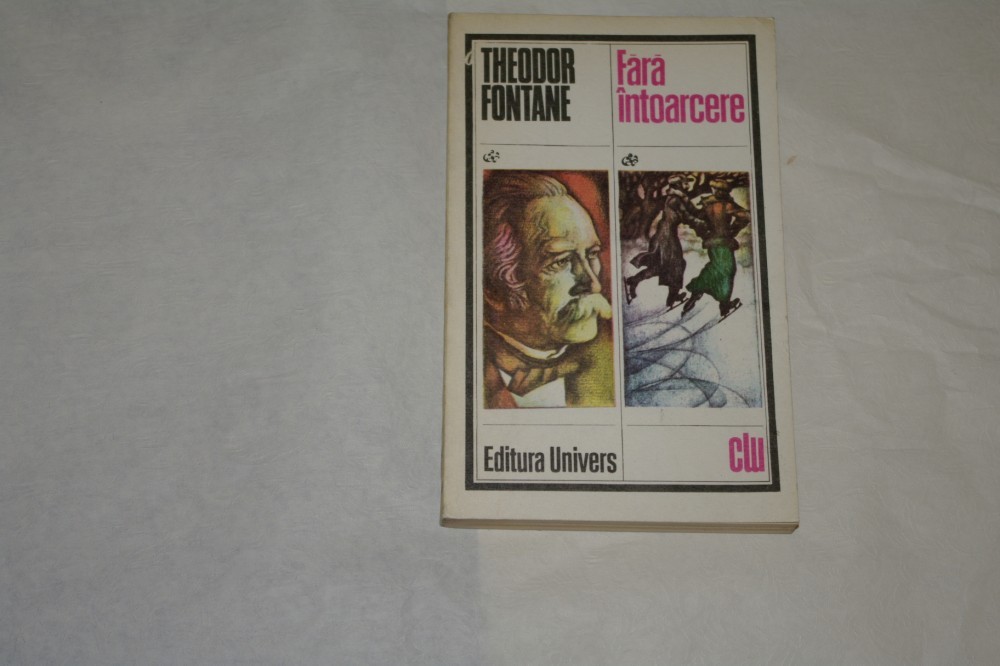 THEODOR
FONTANE
Fără
întoarcere
Editura Univers
clu